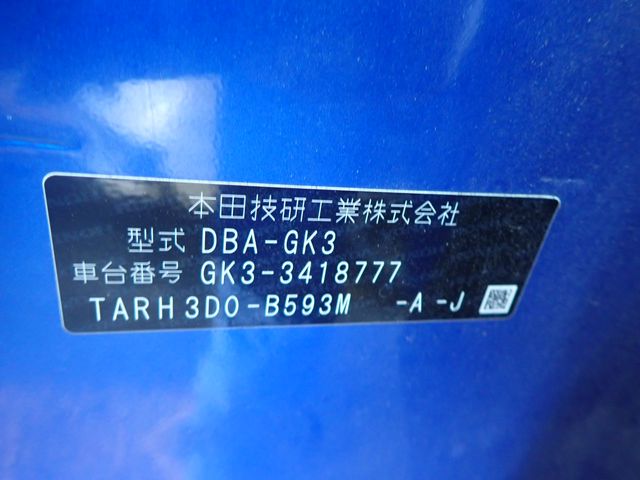 本田技研工業株式会社
型式 DBA-GK3
車台番号 GK3-3418777
TARH3D0-B593M -A-J